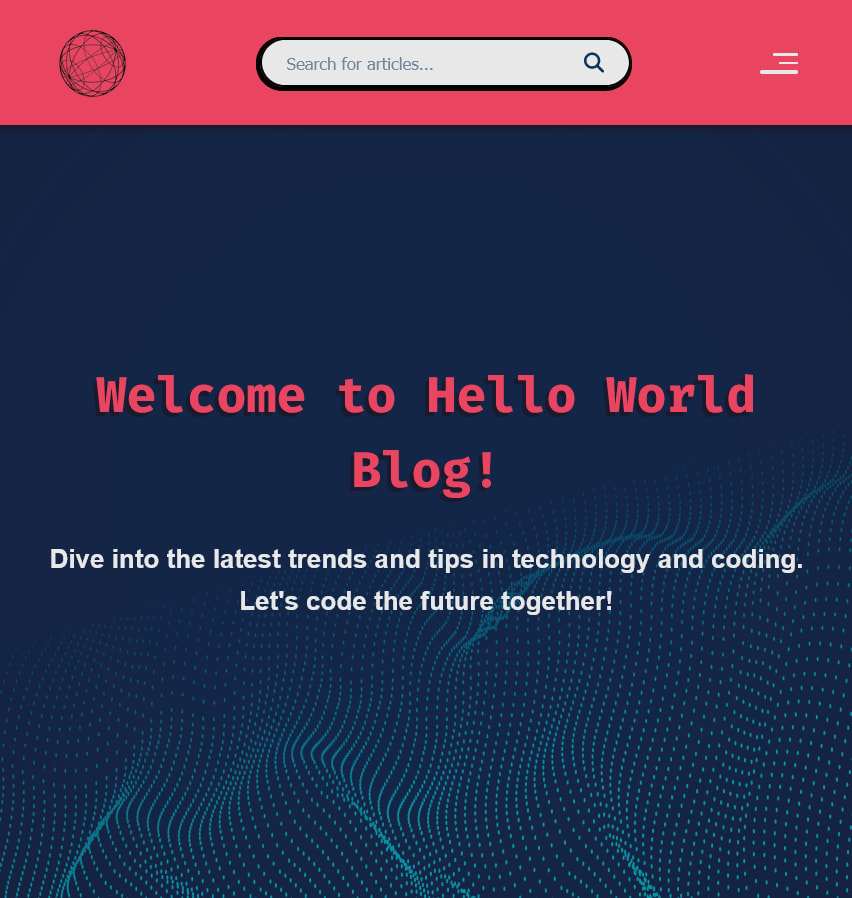 Search for articles...
Welcome to Hello World
Blog!
Dive into the latest trends and tips in technology and coding.
Let's code the future together!